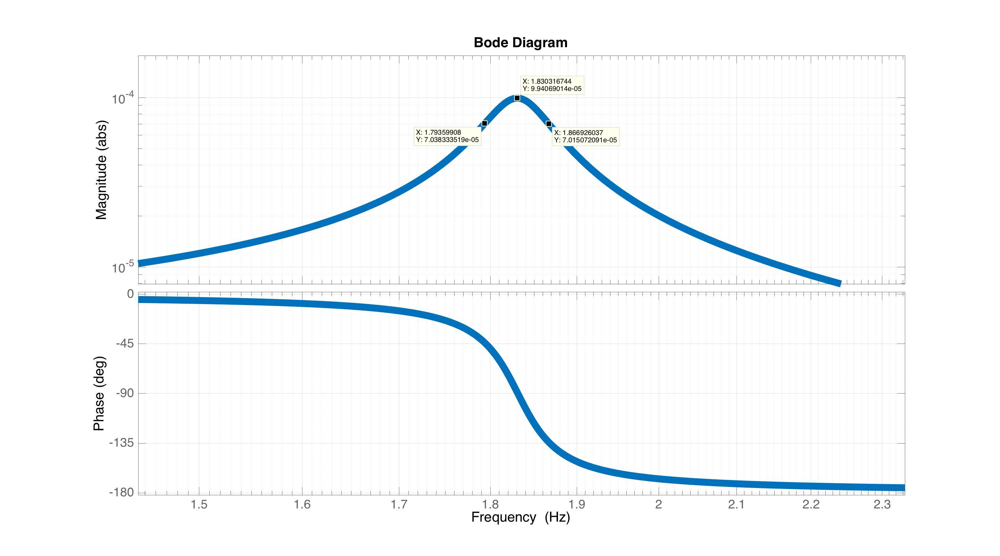 Bode Diagram
X: 1.830316744
Y: 9.94069014e-05
X: 1.79359908
Y: 7.038333519e-05
X: 1.866926037
Y: 7.015072091e-05
10-4
10-5
Magnitude (abs)
0
-45
-90
-135
-180
Phase (deg)
1.5 1.6 1.7 1.8 1.9 2 2.1 2.2 2.3
Frequency (Hz)